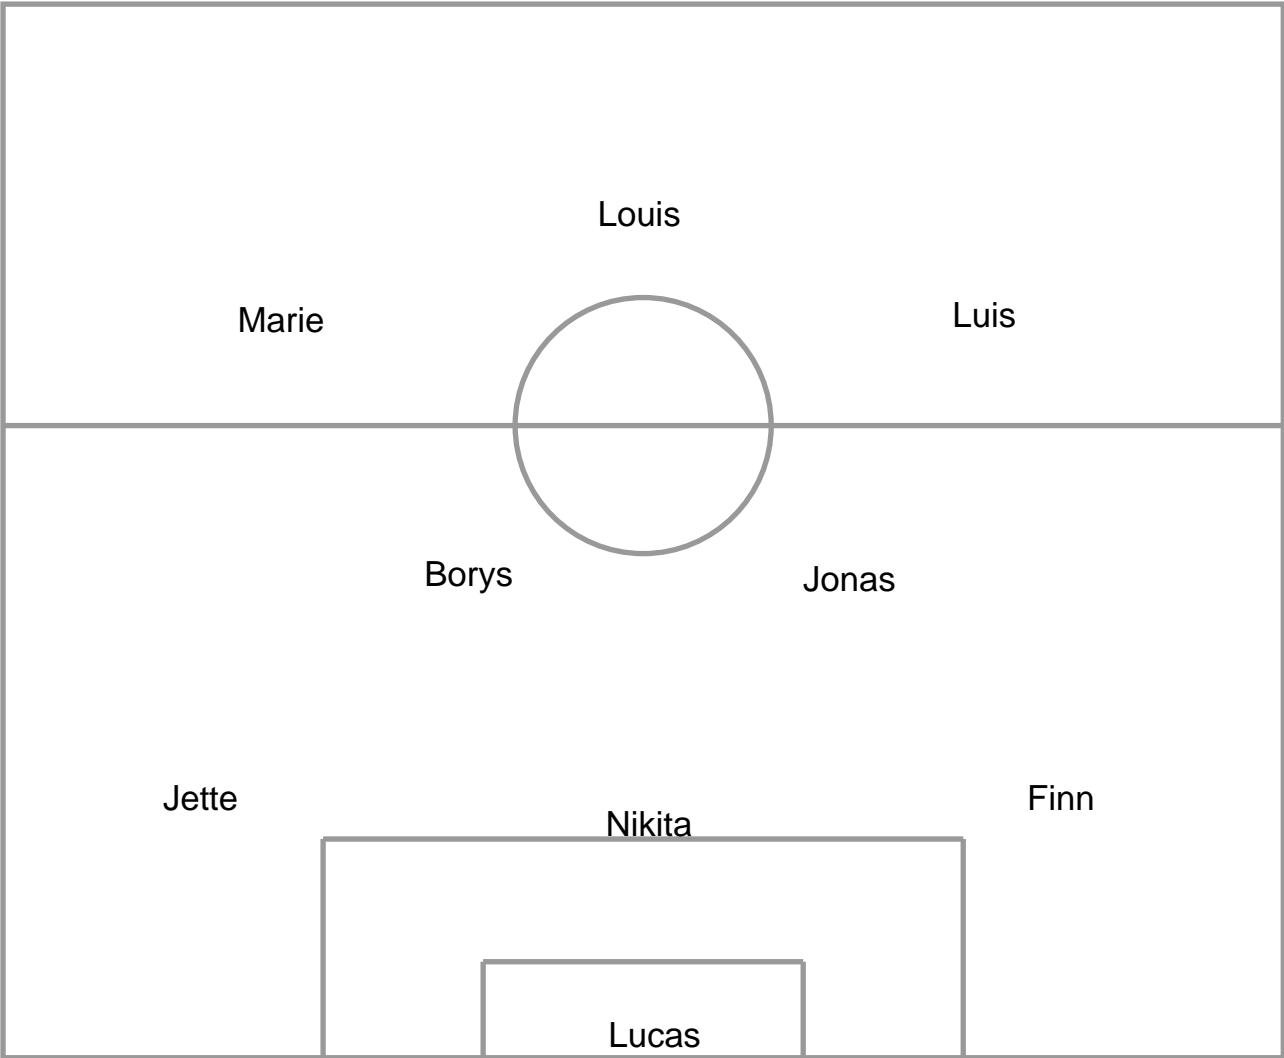 Louis
Marie
Luis
Borys
Jonas
Jette
Finn
Nikita
Lucas